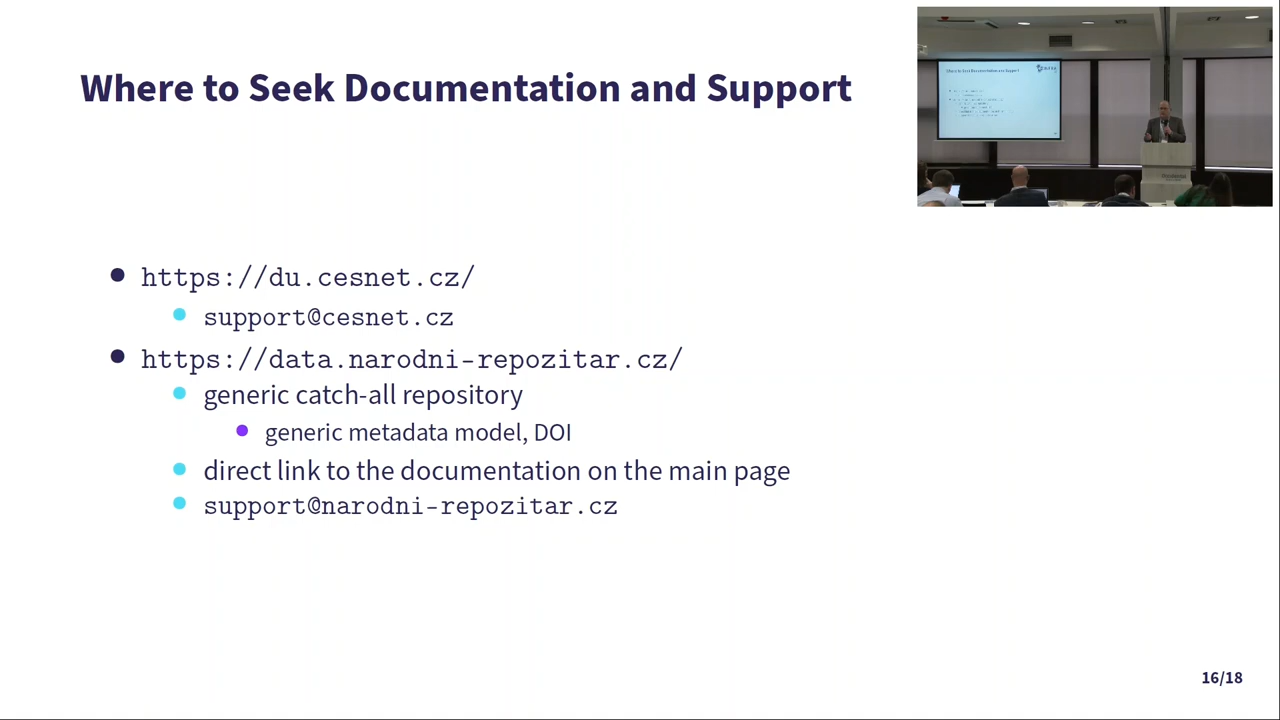 Where to Seek Documentation and Support
https://du.cesnet.cz/
support@cesnet.cz
https://data.narodni-repozitar.cz/
generic catch-all repository
generic metadata model, DOI
direct link to the documentation on the main page
support@narodni-repozitar.cz
16/18